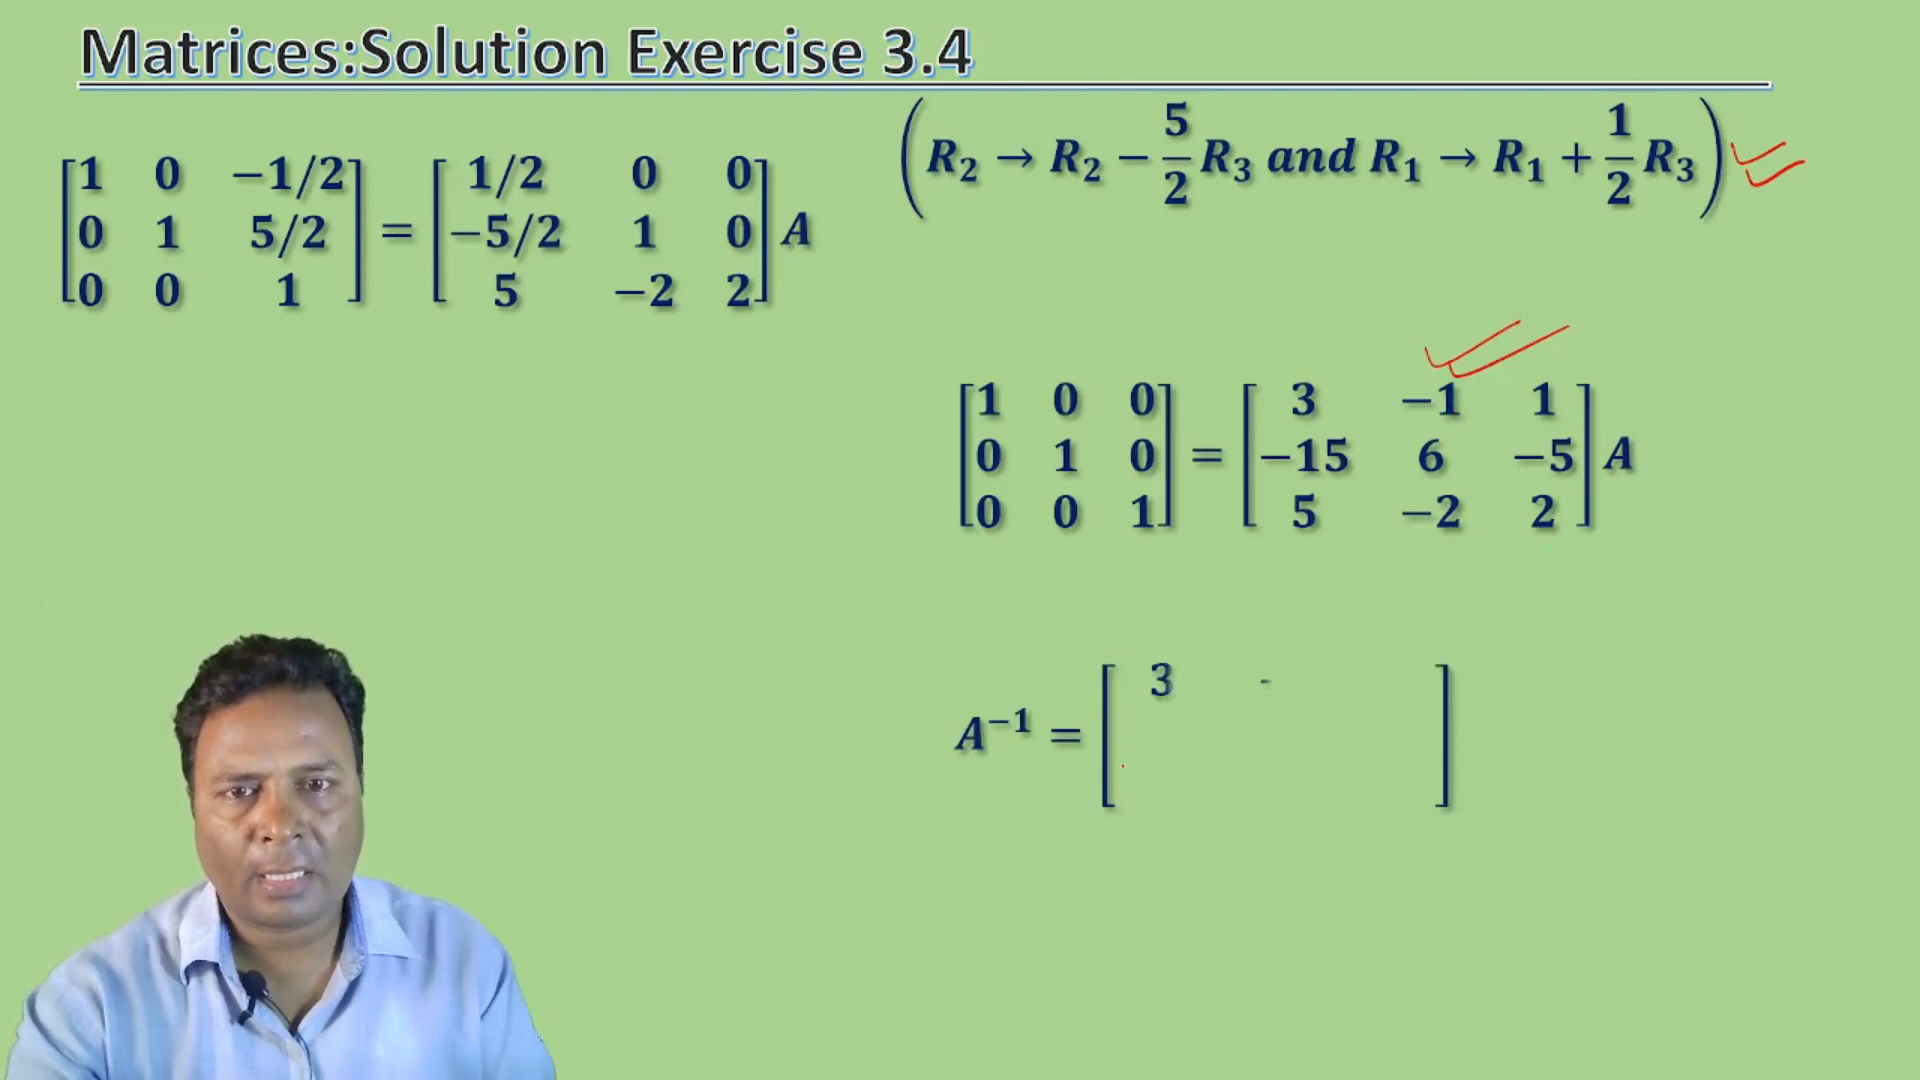 Matrices:Solution Exercise 3.4
(R₂ → R₂ − 5/2 R₃ and R₁ → R₁ + 1/2 R₃)
[1 0 −1/2] = [1/2 0 0] A
[0 1 5/2] [−5/2 1 0]
[0 0 1] [5 −2 2]
[1 0 0] = [3 −1 1] A
[0 1 0] [−15 6 −5]
[0 0 1] [5 −2 2]
A⁻¹ = [3 - ]